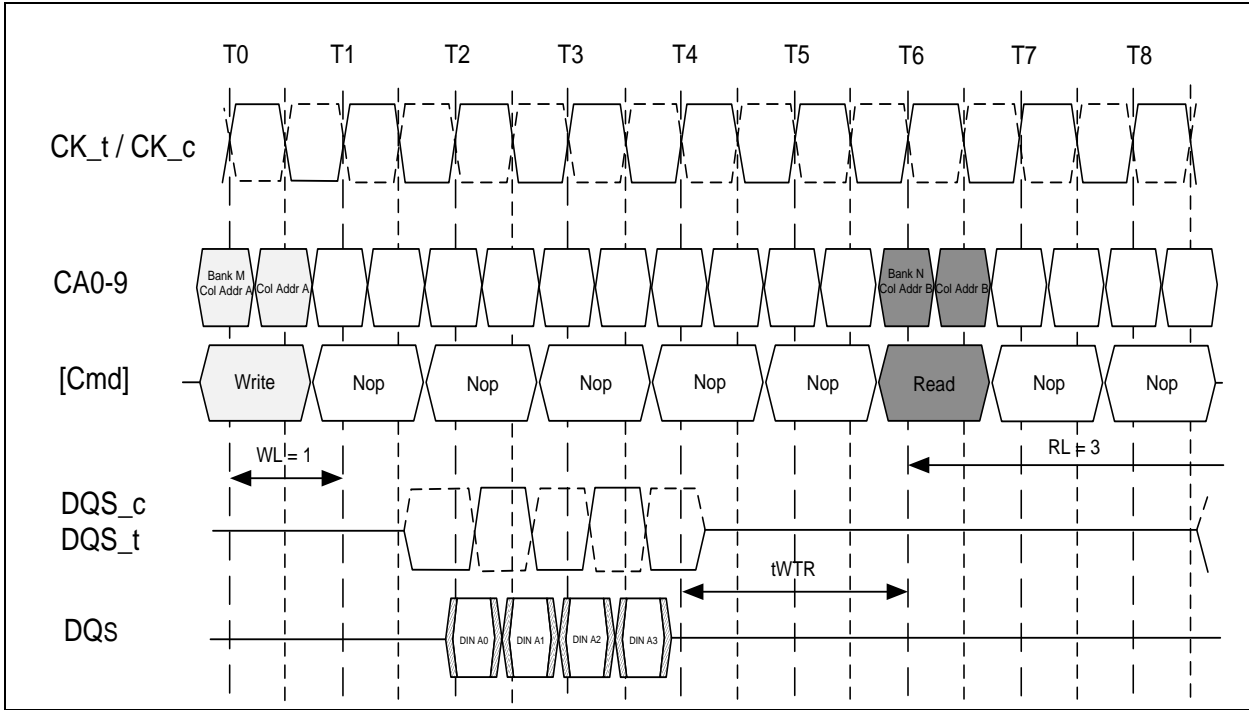 T0 T1 T2 T3 T4 T5 T6 T7 T8
CK_t / CK_c
CA0-9
Bank M
Col Addr A
Col Addr A
Bank N
Col Addr B
Col Addr B
[Cmd]
Write Nop Nop Nop Nop Nop Read Nop Nop
WL = 1
RL = 3
DQS_c
DQS_t
tWTR
DQs
DIN A0 DIN A1 DIN A2 DIN A3